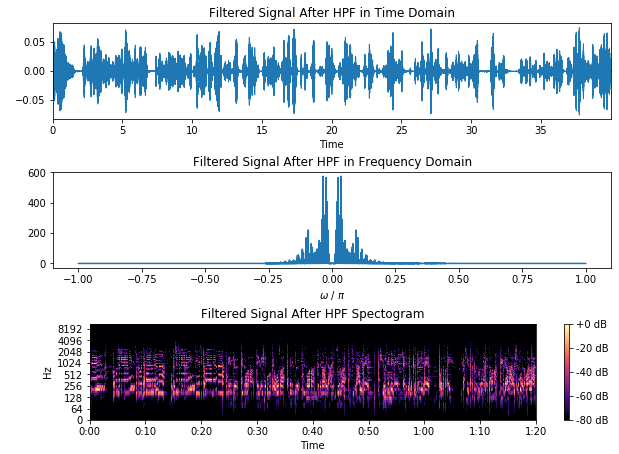 Filtered Signal After HPF in Time Domain
0.05
0.00
−0.05
0 5 10 15 20 25 30 35
Time
Filtered Signal After HPF in Frequency Domain
600
400
200
0
−1.00 −0.75 −0.50 −0.25 0.00 0.25 0.50 0.75 1.00
ω / π
Filtered Signal After HPF Spectogram
8192
4096
2048
1024
512
256
128
64
0
Hz
0:00 0:10 0:20 0:30 0:40 0:50 1:00 1:10 1:20
Time
+0 dB
-20 dB
-40 dB
-60 dB
-80 dB